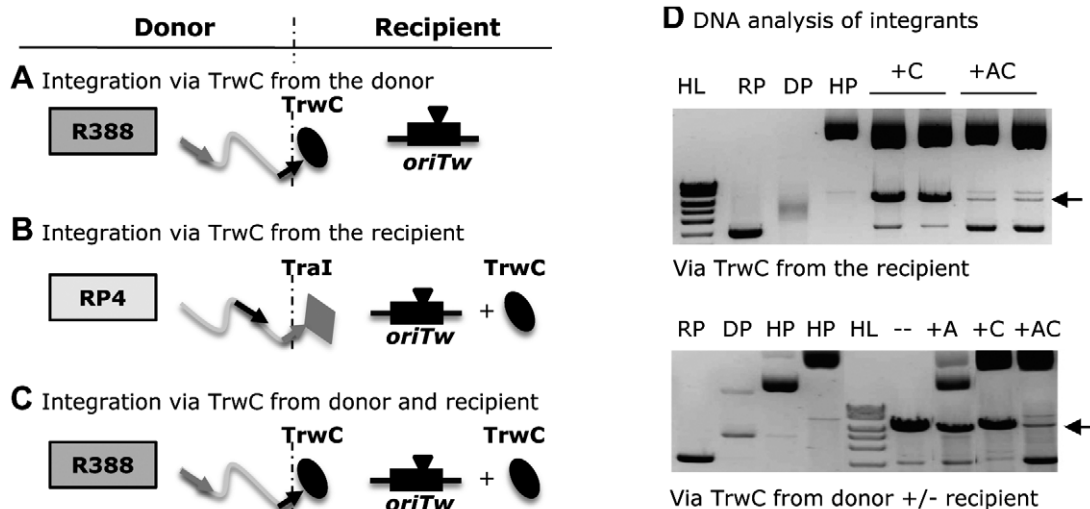 Donor Recipient
A Integration via TrwC from the donor
TrwC
R388
oriTw
B Integration via TrwC from the recipient
TraI TrwC
RP4
+
oriTw
C Integration via TrwC from donor and recipient
TrwC TrwC
R388
+
oriTw
D DNA analysis of integrants
+C +AC
HL RP DP HP
Via TrwC from the recipient
RP DP HP HP HL -- +A +C +AC
Via TrwC from donor +/- recipient